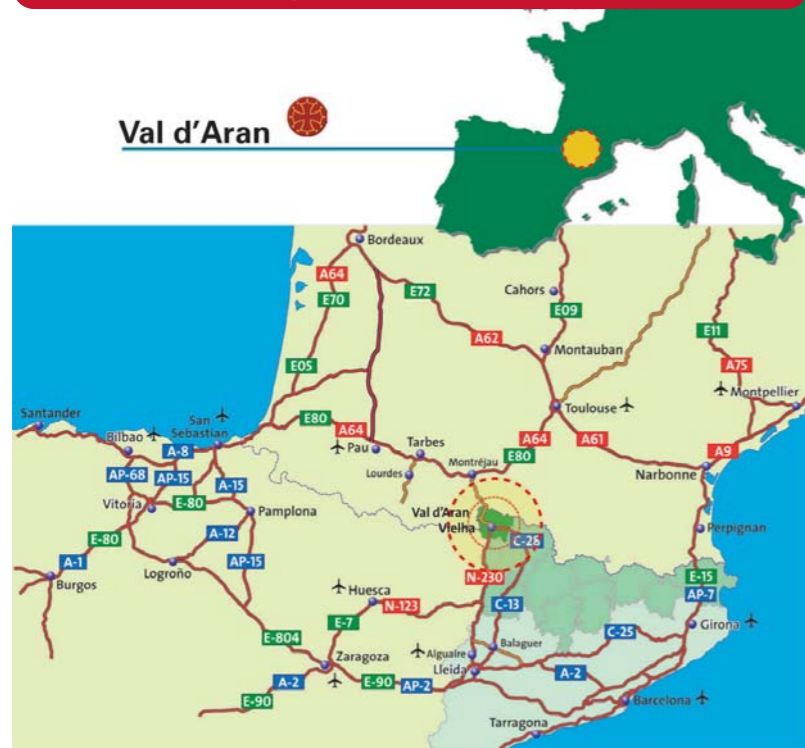 Val d'Aran
Bordeaux
A64
E70
E72
Cahors
E09
E11
A62
Montauban
A75
E05
Montpellier
Santander
San
Sebastian
Bilbao
A-8
E80
A64
Toulouse
Pau
Tarbes
A64
A61
A9
AP-68
AP-15
A-15
Lourdes
Montréjau
E80
Narbonne
Vitoria
E-80
Pamplona
Val d'Aran
Vielha
C-28
Perpignan
E-80
A-12
A-1
Burgos
Logroño
AP-15
N-230
E-15
AP-7
Huesca
N-123
C-13
E-7
Girona
E-804
C-25
Balaguer
Alguaire
Zaragoza
Lleida
A-2
A-2
E-90
AP-2
E-90
Barcelona
Tarragona